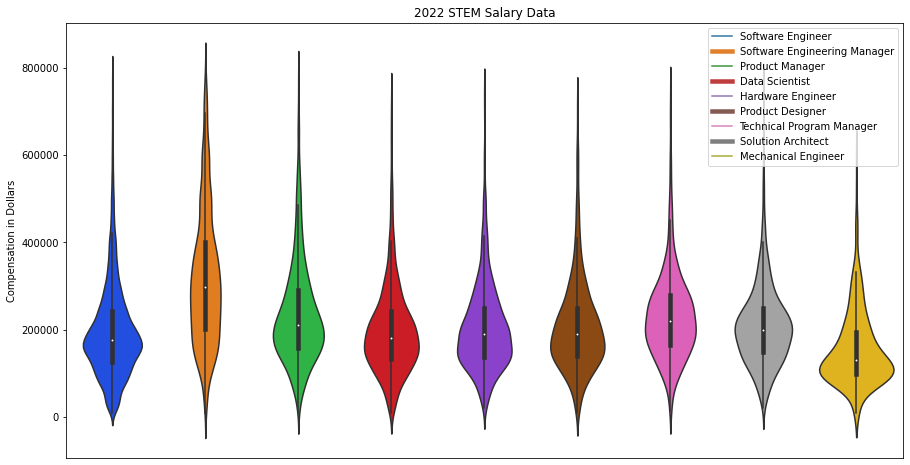 2022 STEM Salary Data
Software Engineer
Software Engineering Manager
Product Manager
Data Scientist
Hardware Engineer
Product Designer
Technical Program Manager
Solution Architect
Mechanical Engineer
Compensation in Dollars
800000
600000
400000
200000
0